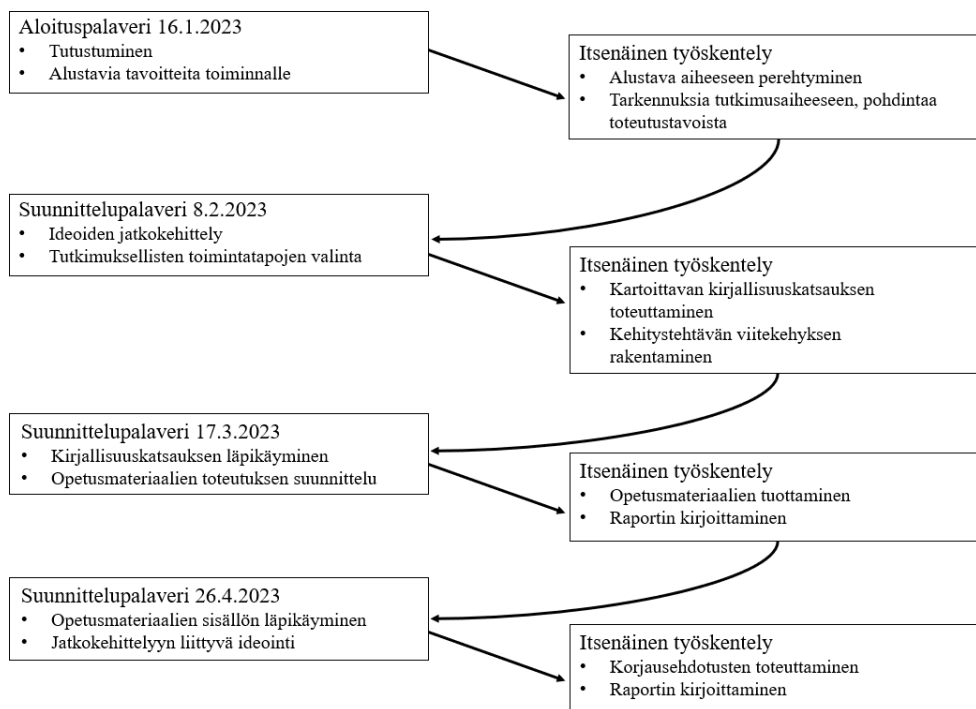 Aloituspalaveri 16.1.2023
• Tutustuminen
• Alustavia tavoitteita toiminnalle
Itsenäinen työskentely
• Alustava aiheeseen perehtyminen
• Tarkennuksia tutkimusaiheeseen, pohdintaa
toteutustavoista
Suunnittelupalaveri 8.2.2023
• Ideoiden jatkokehittely
• Tutkimuksellisten toimintatapojen valinta
Itsenäinen työskentely
• Kartoittavan kirjallisuuskatsauksen
toteuttaminen
• Kehitystehtävän viitekehyksen
rakentaminen
Suunnittelupalaveri 17.3.2023
• Kirjallisuuskatsauksen läpikäyminen
• Opetusmateriaalien toteutuksen suunnittelu
Itsenäinen työskentely
• Opetusmateriaalien tuottaminen
• Raportin kirjoittaminen
Suunnittelupalaveri 26.4.2023
• Opetusmateriaalien sisällön läpikäyminen
• Jatkokehittelyyn liittyvä ideointi
Itsenäinen työskentely
• Korjausehdotusten toteuttaminen
• Raportin kirjoittaminen